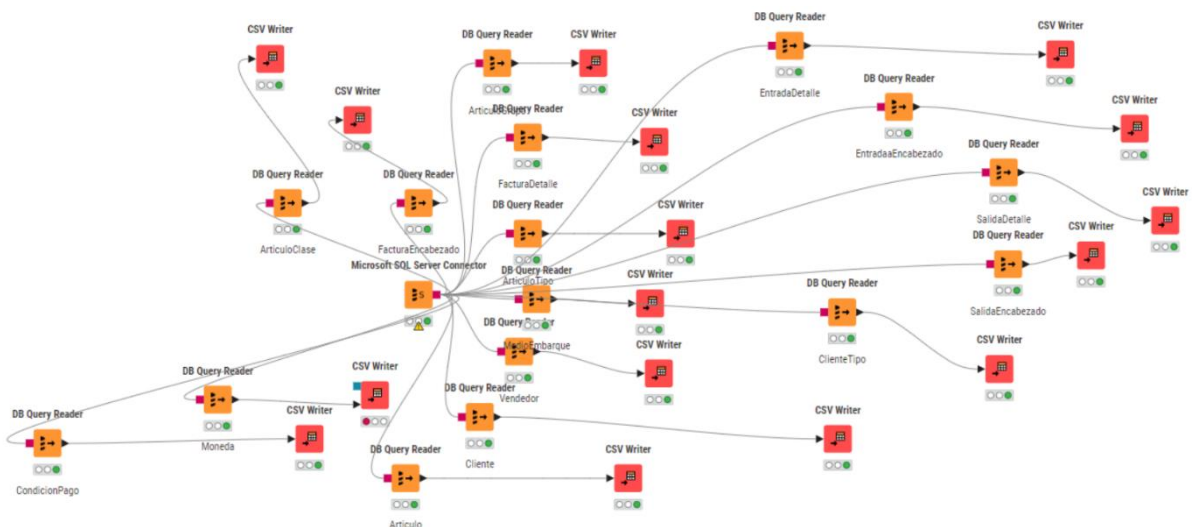 CSV Writer
DB Query Reader
CSV Writer
DB Query Reader
CSV Writer
EntradaDetalle
DB Query Reader
CSV Writer
CSV Writer
ArticuloGrupo
DB Query Reader
CSV Writer
EntradaaEncabezado
DB Query Reader
FacturaDetalle
SalidaDetalle
CSV Writer
DB Query Reader
DB Query Reader
DB Query Reader
CSV Writer
ArticuloClase
FacturaEncabezado
DB Query Reader
CSV Writer
Microsoft SQL Server Connector
ArticuloTipo
DB Query Reader
CSV Writer
SalidaEncabezado
DB Query Reader
MedioEmbarque
DB Query Reader
CSV Writer
ClienteTipo
CSV Writer
Vendedor
DB Query Reader
CSV Writer
Moneda
DB Query Reader
CSV Writer
DB Query Reader
CSV Writer
Cliente
CondicionPago
DB Query Reader
CSV Writer
Articulo